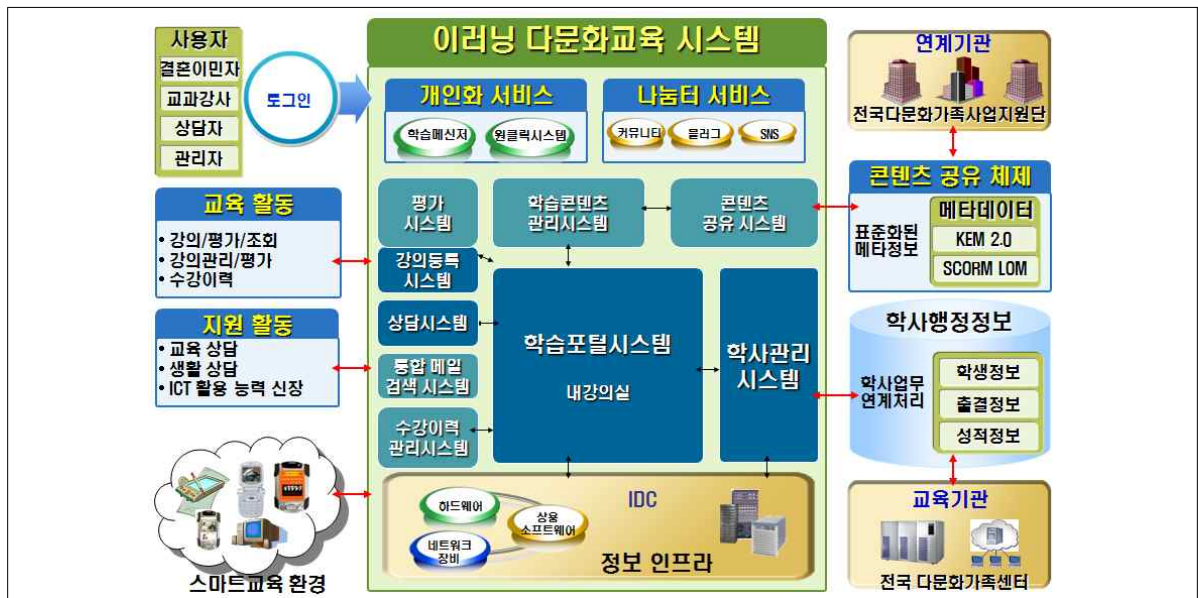 이러닝 다문화교육 시스템
사용자
결혼이민자
교과강사
상담자
관리자
토그인
개인화 서비스
학습메신저
원클릭시스템
나눔터 서비스
커뮤니티
블러그
SNS
연계기관
전국다문화가족사업지원단
교육 활동
• 강의/평가/조회
• 강의관리/평가
• 수강이력
지원 활동
• 교육 상담
• 생활 상담
• ICT 활용 능력 신장
스마트교육 환경
평가
시스템
학습콘텐츠
관리시스템
콘텐츠
공유 시스템
강의등록
시스템
상담시스템
통합 메일
검색 시스템
수강이력
관리시스템
학습포털시스템
내강의실
학사관리
시스템
IDC
하드웨어
상용
소프트웨어
네트워크
장비
정보 인프라
콘텐츠 공유 체제
표준화된
메타정보
메타데이터
KEM 2.0
SCORM LOM
학사행정정보
학사업무
연계처리
학생정보
출결정보
성적정보
교육기관
전국 다문화가족센터